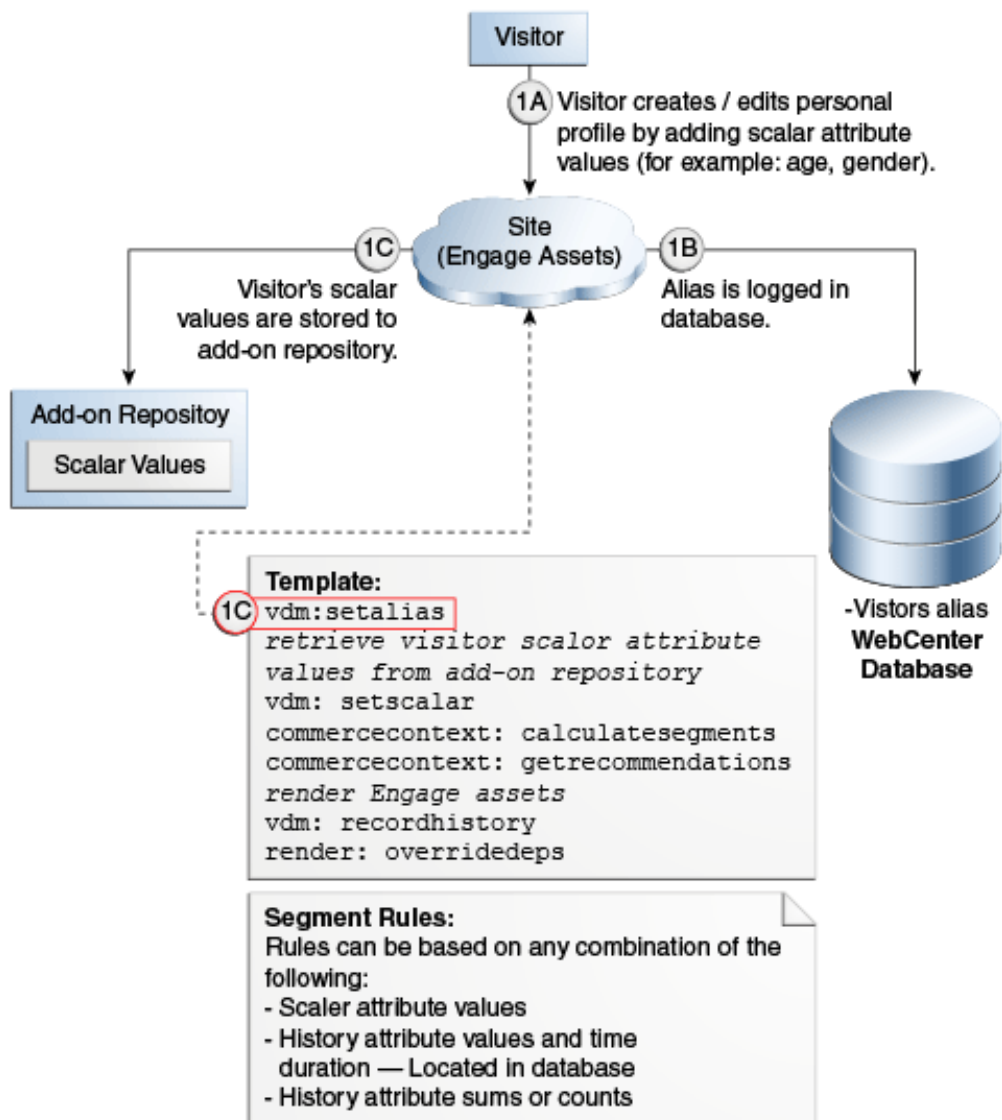 Visitor
1A
Visitor creates / edits personal
profile by adding scalar attribute
values (for example: age, gender).
Site
(Engage Assets)
1C
Visitor's scalar
values are stored to
add-on repository.
1B
Alias is logged in
database.
Add-on Repositoy
Scalar Values
-Vistors alias
WebCenter
Database
Template:
1C
vdm:setalias
retrieve visitor scalor attribute
values from add-on repository
vdm: setscalar
commercecontext: calculatesegments
commercecontext: getrecommendations
render Engage assets
vdm: recordhistory
render: overridedeps
Segment Rules:
Rules can be based on any combination of the
following:
- Scaler attribute values
- History attribute values and time
duration — Located in database
- History attribute sums or counts